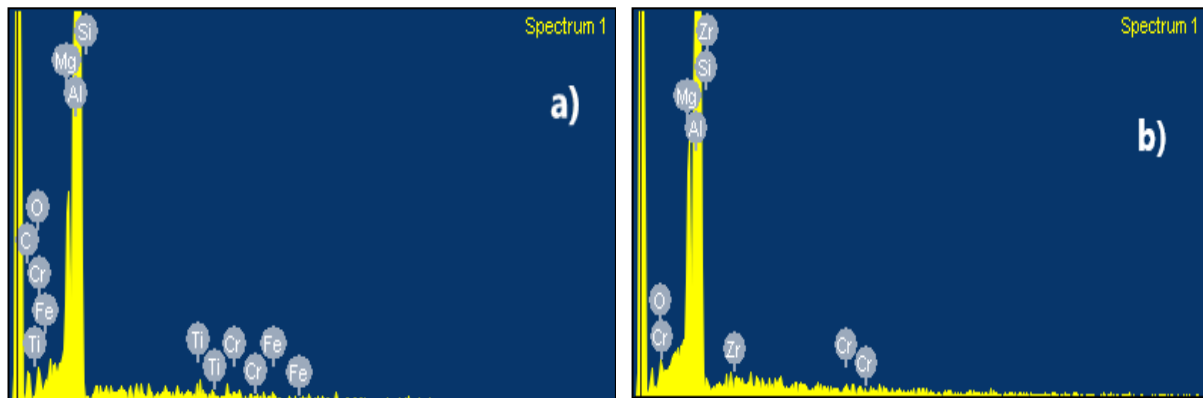 Spectrum 1
Si
Mg
Al
a)
O
C
Cr
Fe
Ti
Ti
Ti
Cr
Cr
Fe
Fe
Spectrum 1
Zr
Si
Mg
Al
b)
O
Cr
Zr
Cr
Cr